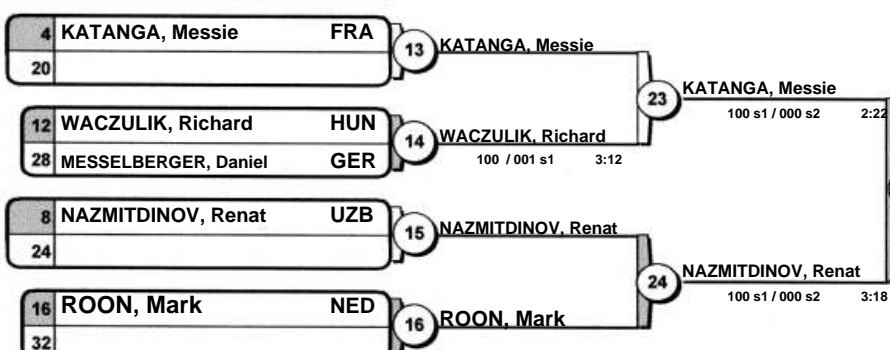 4 KATANGA, Messie FRA
20
12 WACZULIK, Richard HUN
28 MESSELBERGER, Daniel GER
8 NAZMITDINOV, Renat UZB
24
16 ROON, Mark NED
32
13 KATANGA, Messie
14 WACZULIK, Richard
100 / 001 s1 3:12
15 NAZMITDINOV, Renat
16 ROON, Mark
23 KATANGA, Messie
100 s1 / 000 s2 2:22
24 NAZMITDINOV, Renat
100 s1 / 000 s2 3:18